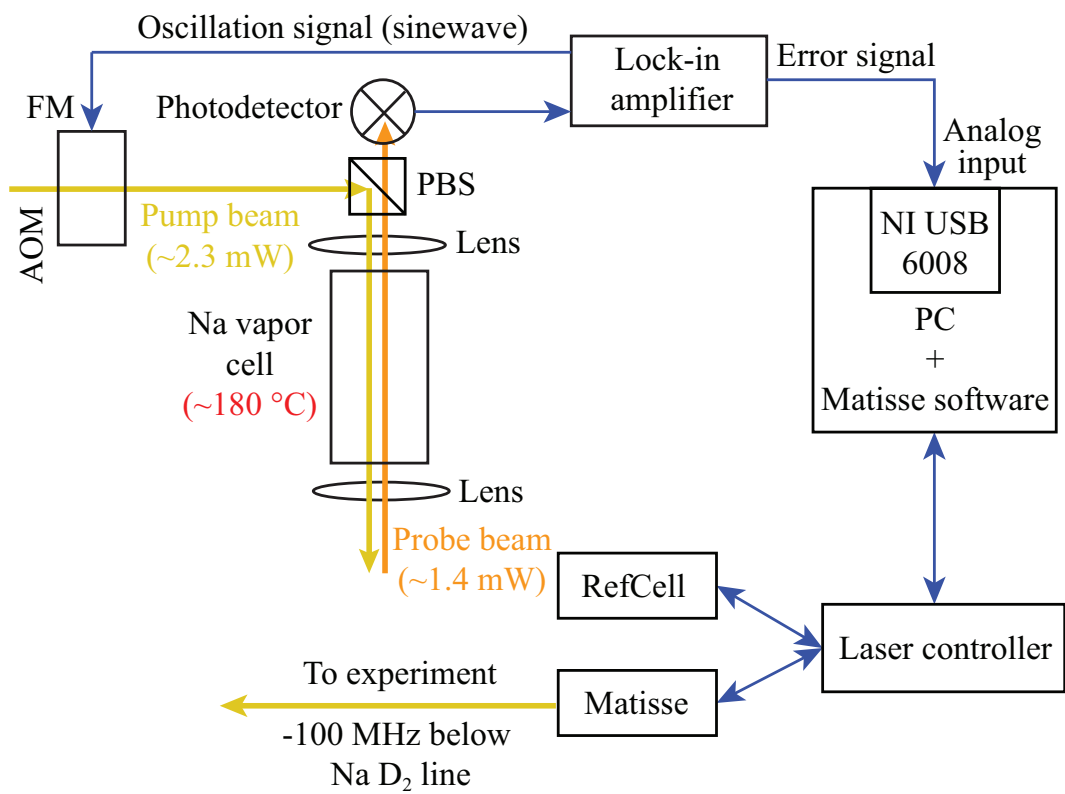 Oscillation signal (sinewave)
Lock-in
amplifier
Error signal
FM
Photodetector
Analog
input
AOM
Pump beam
(~2.3 mW)
PBS
Lens
NI USB
6008
PC
+
Matisse software
Na vapor
cell
(~180 °C)
Lens
Probe beam
(~1.4 mW)
RefCell
Laser controller
To experiment
Matisse
-100 MHz below
Na D₂ line